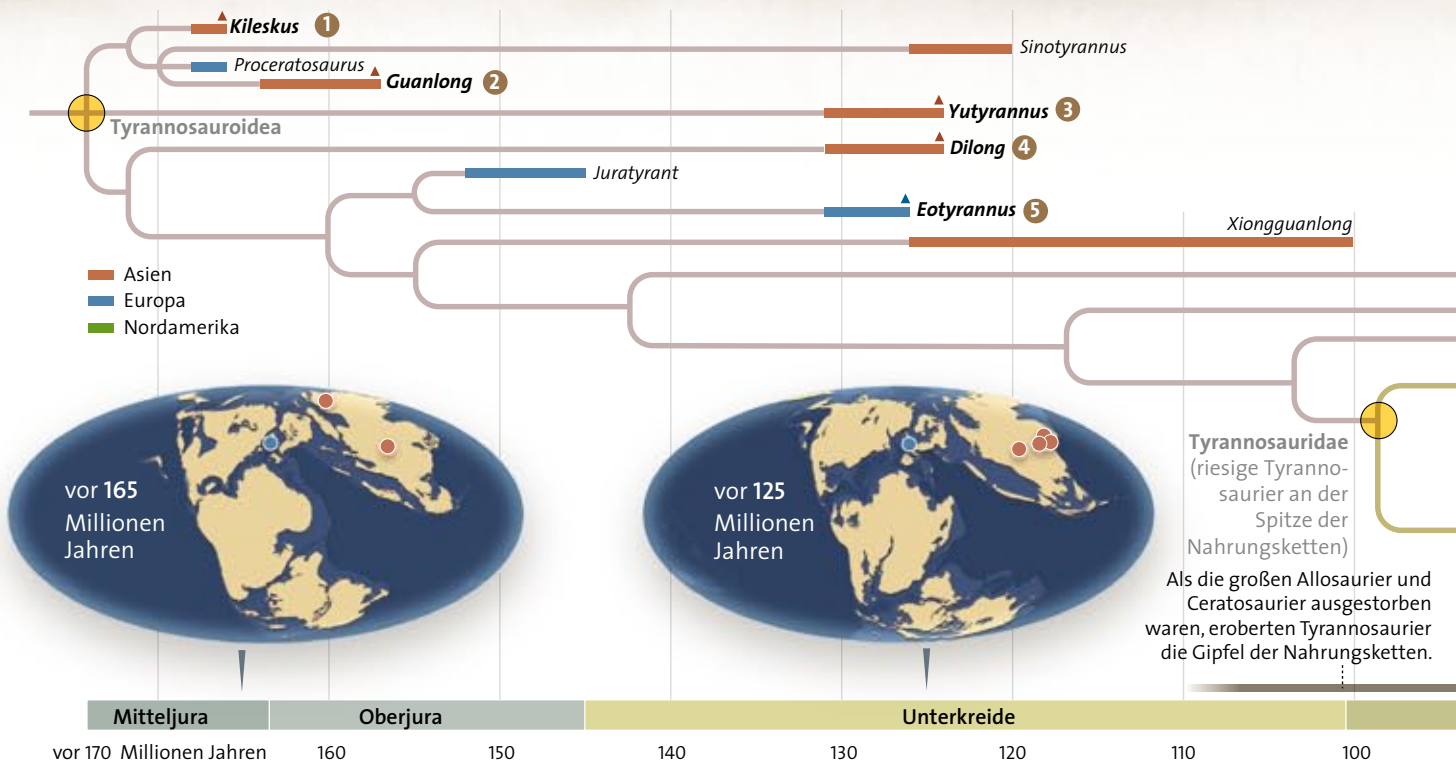 Kileskus 1
Sinotyrannus
Proceratosaurus
Guanlong 2
Yutyrannus 3
Tyrannosauroidea
Dilong 4
Juratyrant
Eotyrannus 5
Xiongguanlong
Asien
Europa
Nordamerika
vor 165
Millionen
Jahren
vor 125
Millionen
Jahren
Tyrannosauridae
(riesige Tyranno-
saurier an der
Spitze der
Nahrungsketten)
Als die großen Allosaurier und
Ceratosaurier ausgestorben
waren, eroberten Tyrannosaurier
die Gipfel der Nahrungsketten.
Mitteljura Oberjura Unterkreide
vor 170 Millionen Jahren 160 150 140 130 120 110 100